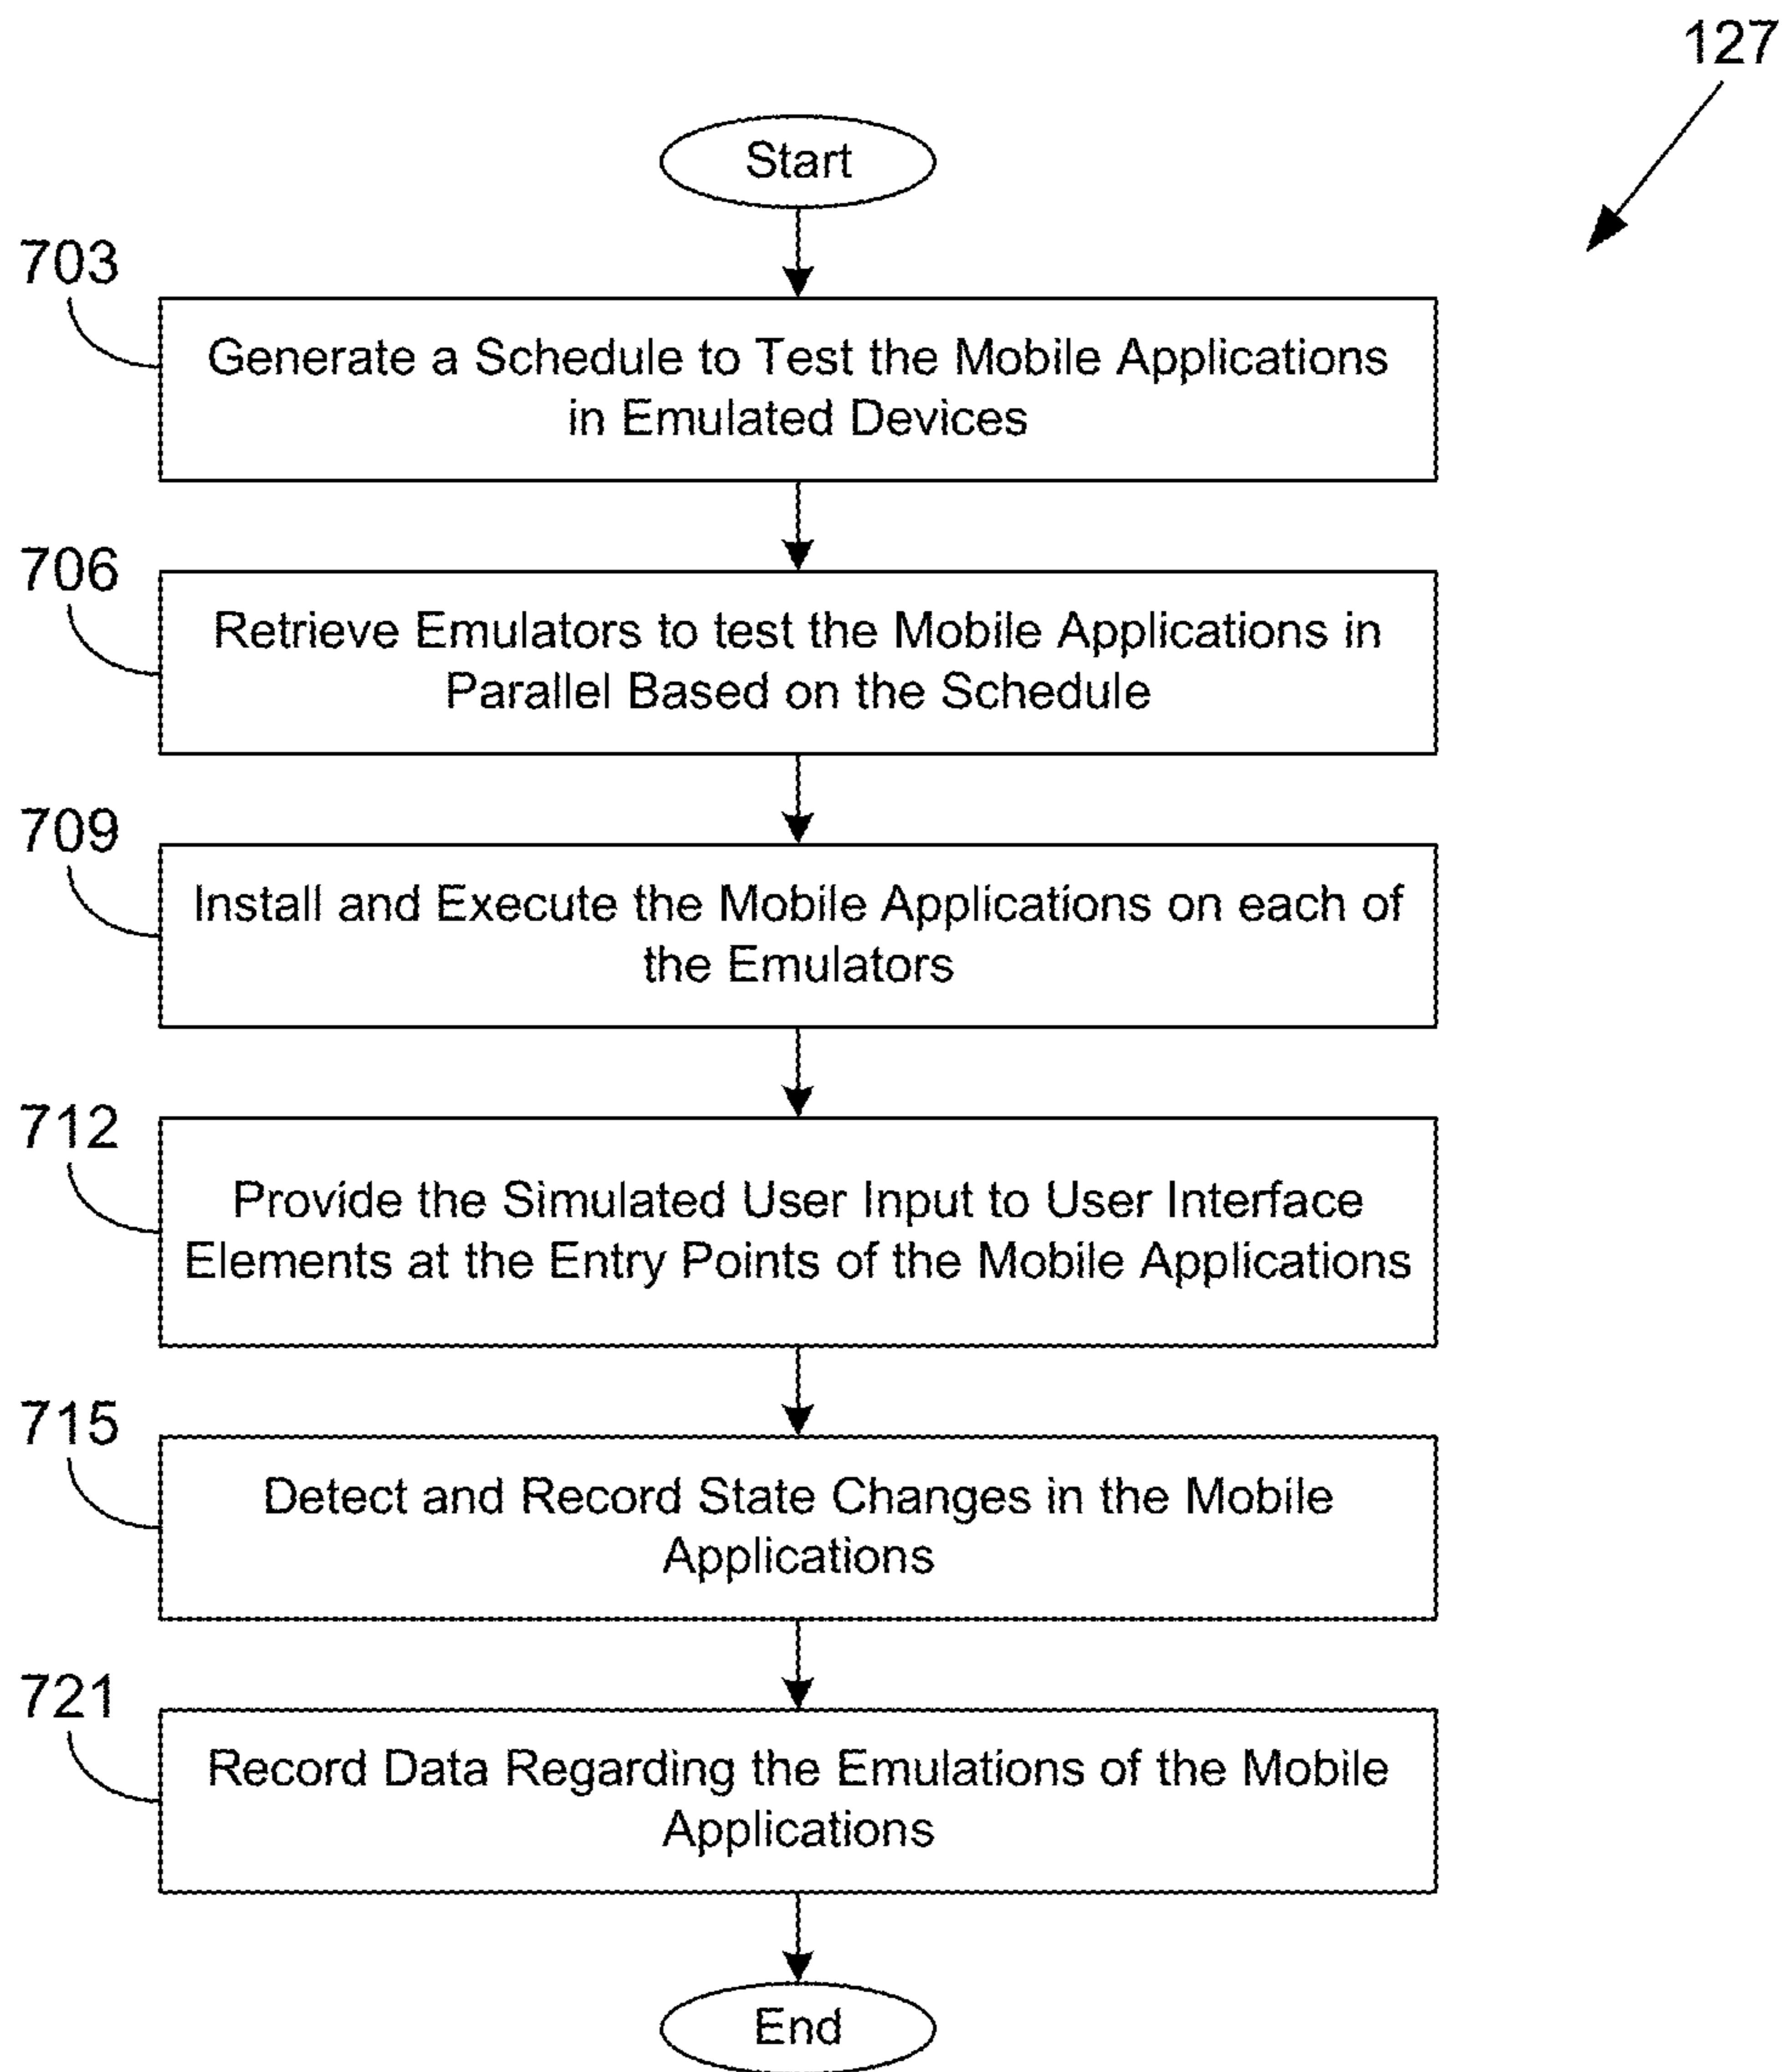 127
Start
703
Generate a Schedule to Test the Mobile Applications
in Emulated Devices
706
Retrieve Emulators to test the Mobile Applications in
Parallel Based on the Schedule
709
Install and Execute the Mobile Applications on each of
the Emulators
712
Provide the Simulated User Input to User Interface
Elements at the Entry Points of the Mobile Applications
715
Detect and Record State Changes in the Mobile
Applications
721
Record Data Regarding the Emulations of the Mobile
Applications
End